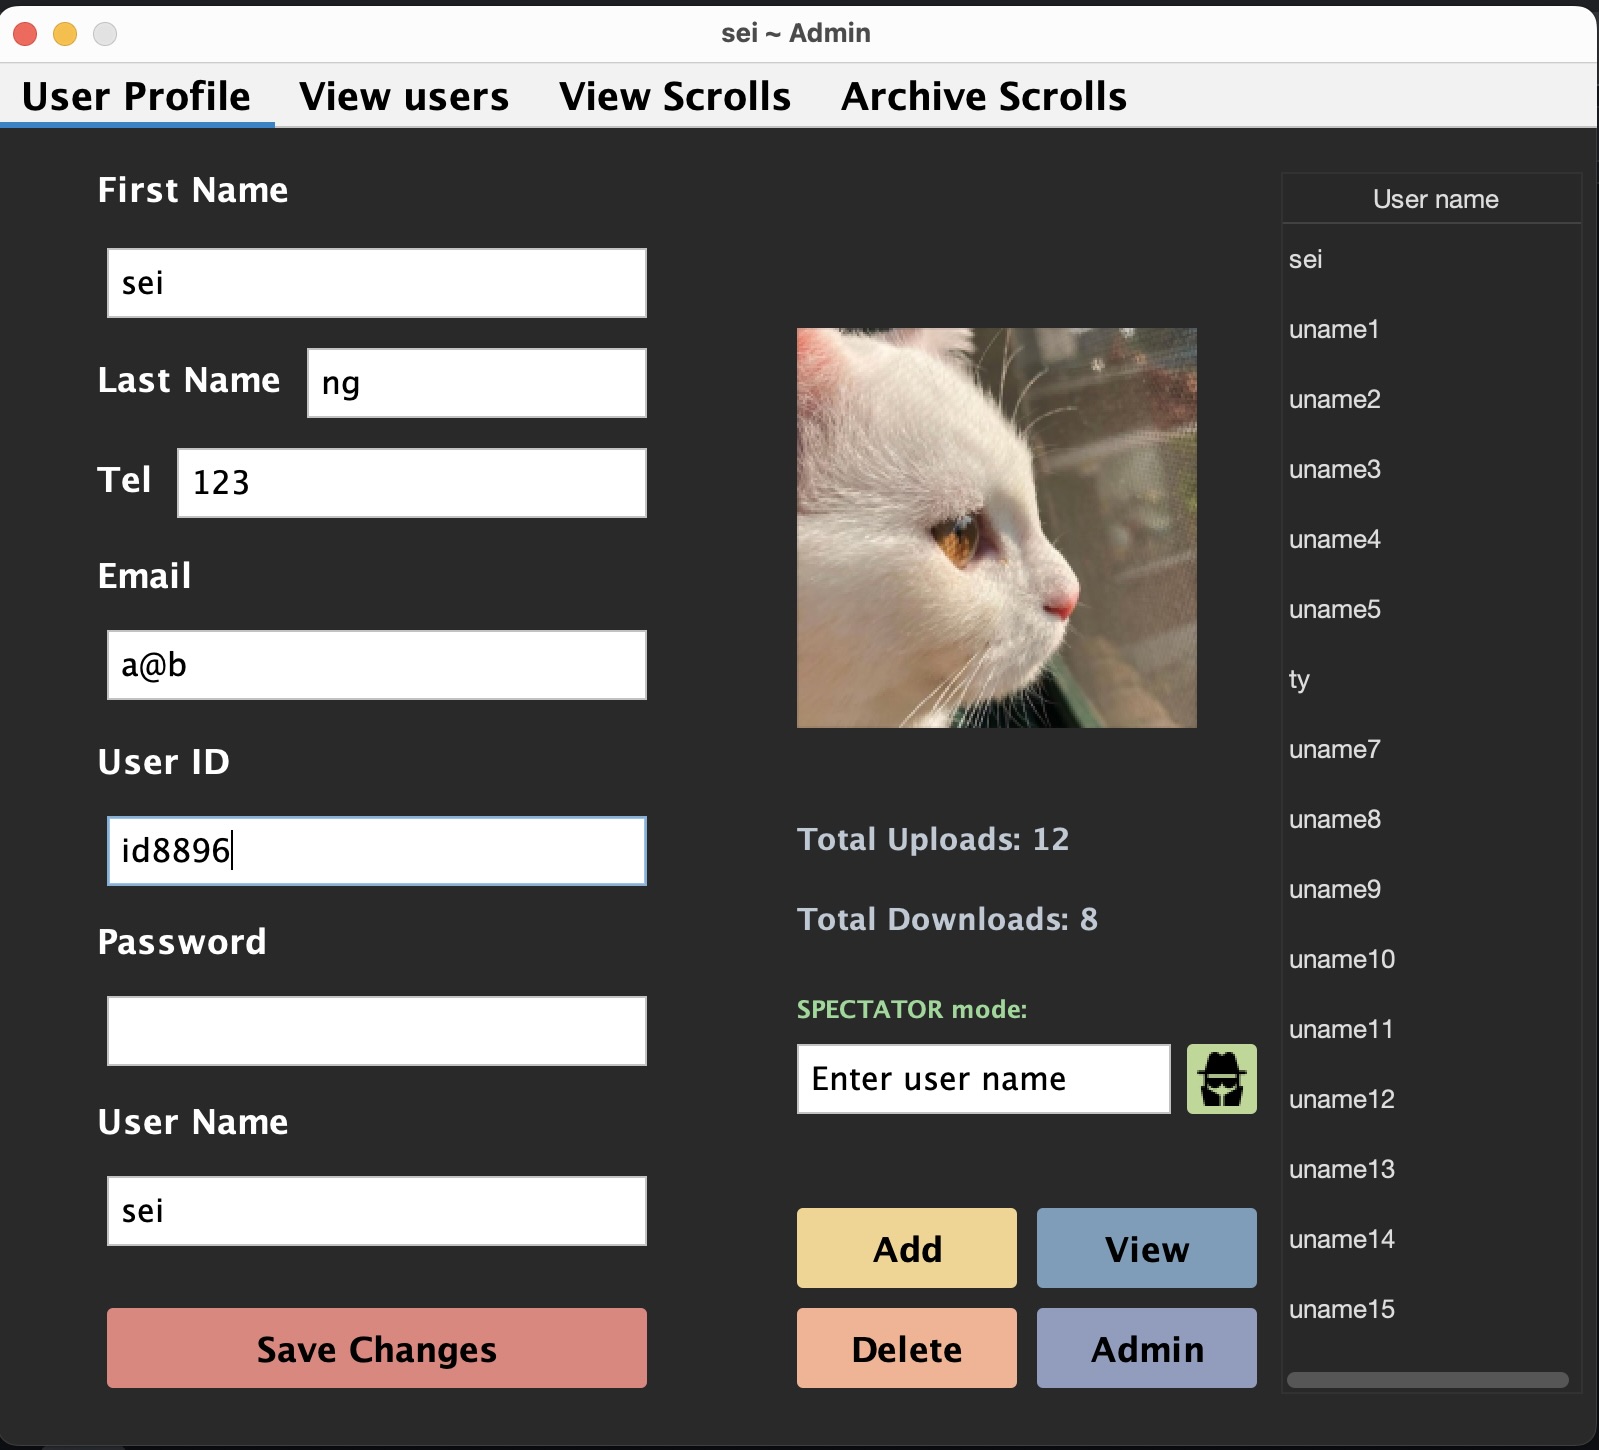 sei ~ Admin
User Profile View users View Scrolls Archive Scrolls
First Name
sei
Last Name ng
Tel 123
Email
a@b
User ID
id8896
Password
User Name
sei
Save Changes
Total Uploads: 12
Total Downloads: 8
SPECTATOR mode:
Enter user name
Add View
Delete Admin
User name
sei
uname1
uname2
uname3
uname4
uname5
ty
uname7
uname8
uname9
uname10
uname11
uname12
uname13
uname14
uname15